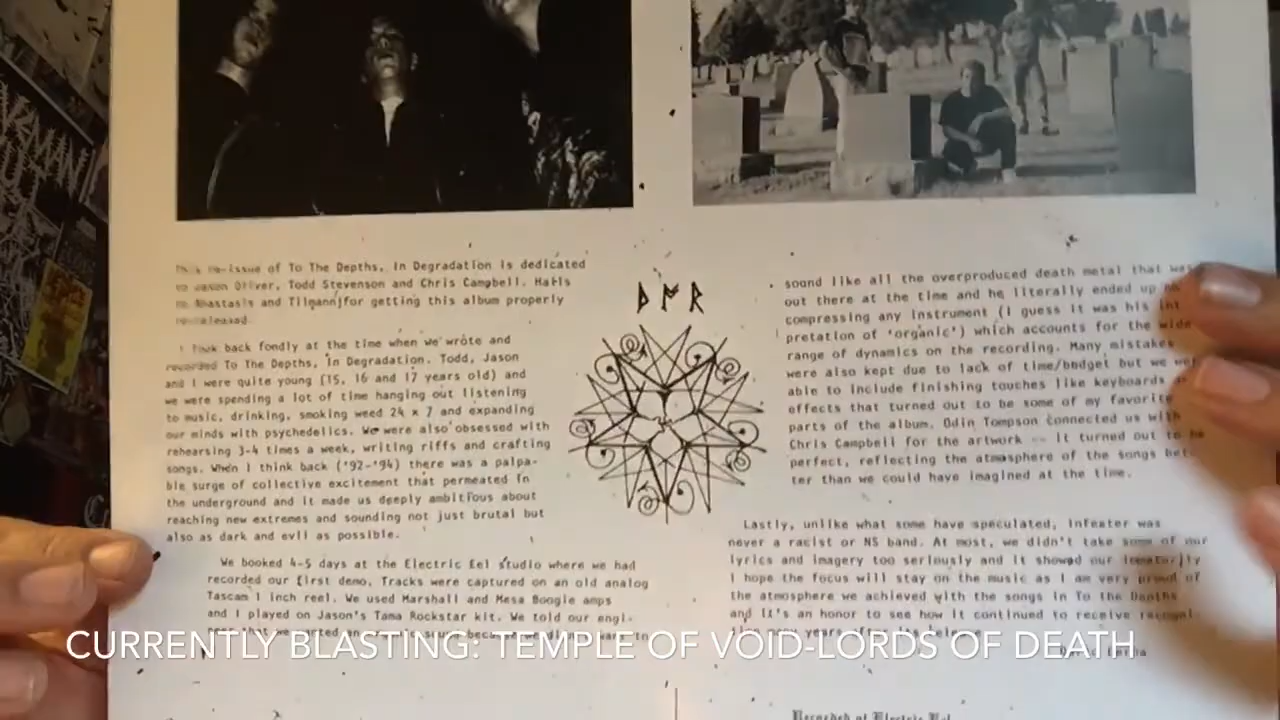 re-issue of To The Depths, In Degradation is dedicated
to Jason Oliver, Todd Stevenson and Chris Campbell. Hails
to Anastasis and Tilmann for getting this album properly
re-released.
I look back fondly at the time when we wrote and
recorded To The Depths, In Degradation. Todd, Jason
and I were quite young (15, 16 and 17 years old) and
we were spending a lot of time hanging out listening
to music, drinking, smoking weed 24 x 7 and expanding
our minds with psychedelics. We were also obsessed with
rehearsing 3-4 times a week, writing riffs and crafting
songs. When I think back ('92-'94) there was a palpa-
ble surge of collective excitement that permeated in
the underground and it made us deeply ambitious about
reaching new extremes and sounding not just brutal but
also as dark and evil as possible.
We booked 4-5 days at the Electric Eel studio where we had
recorded our first demo. Tracks were captured on an old analog
Tascam 1 inch reel. We used Marshall and Mesa Boogie amps
and I played on Jason's Tama Rockstar kit. We told our engi-
ᚦ ᚠ ᚱ
sound like all the overproduced death metal that was
out there at the time and he literally ended up
compressing any instrument (I guess it was his int
pretation of 'organic') which accounts for the wide
range of dynamics on the recording. Many mistakes
were also kept due to lack of time/budget but we
able to include finishing touches like keyboards
effects that turned out to be some of my favorite
parts of the album. Odin Tompson connected us with
Chris Campbell for the artwork -- it turned out to be
perfect, reflecting the atmosphere of the songs bet-
ter than we could have imagined at the time.
Lastly, unlike what some have speculated, Infester was
never a racist or NS band. At most, we didn't take some of our
lyrics and imagery too seriously and it showed our immaturity
I hope the focus will stay on the music as I am very proud of
the atmosphere we achieved with the songs in To the Depths
and it's an honor to see how it continued to receive recogni-
CURRENTLY BLASTING: TEMPLE OF VOID-LORDS OF DEATH
Recorded at Electric Eel